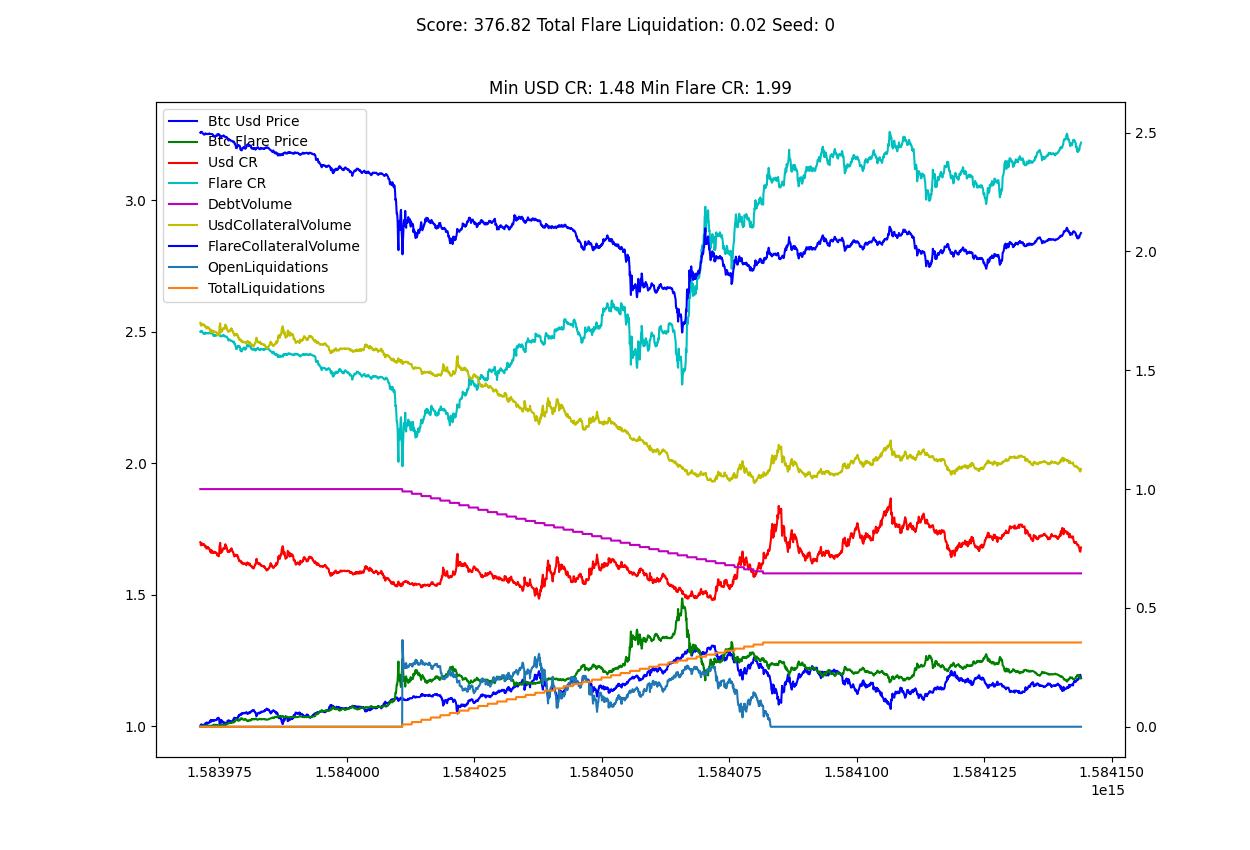 Score: 376.82 Total Flare Liquidation: 0.02 Seed: 0
Min USD CR: 1.48 Min Flare CR: 1.99
Btc Usd Price
Btc Flare Price
Usd CR
Flare CR
DebtVolume
UsdCollateralVolume
FlareCollateralVolume
OpenLiquidations
TotalLiquidations
3.0
2.5
2.0
1.5
1.0
2.5
2.0
1.5
1.0
0.5
0.0
1.583975 1.584000 1.584025 1.584050 1.584075 1.584100 1.584125 1.584150
1e15